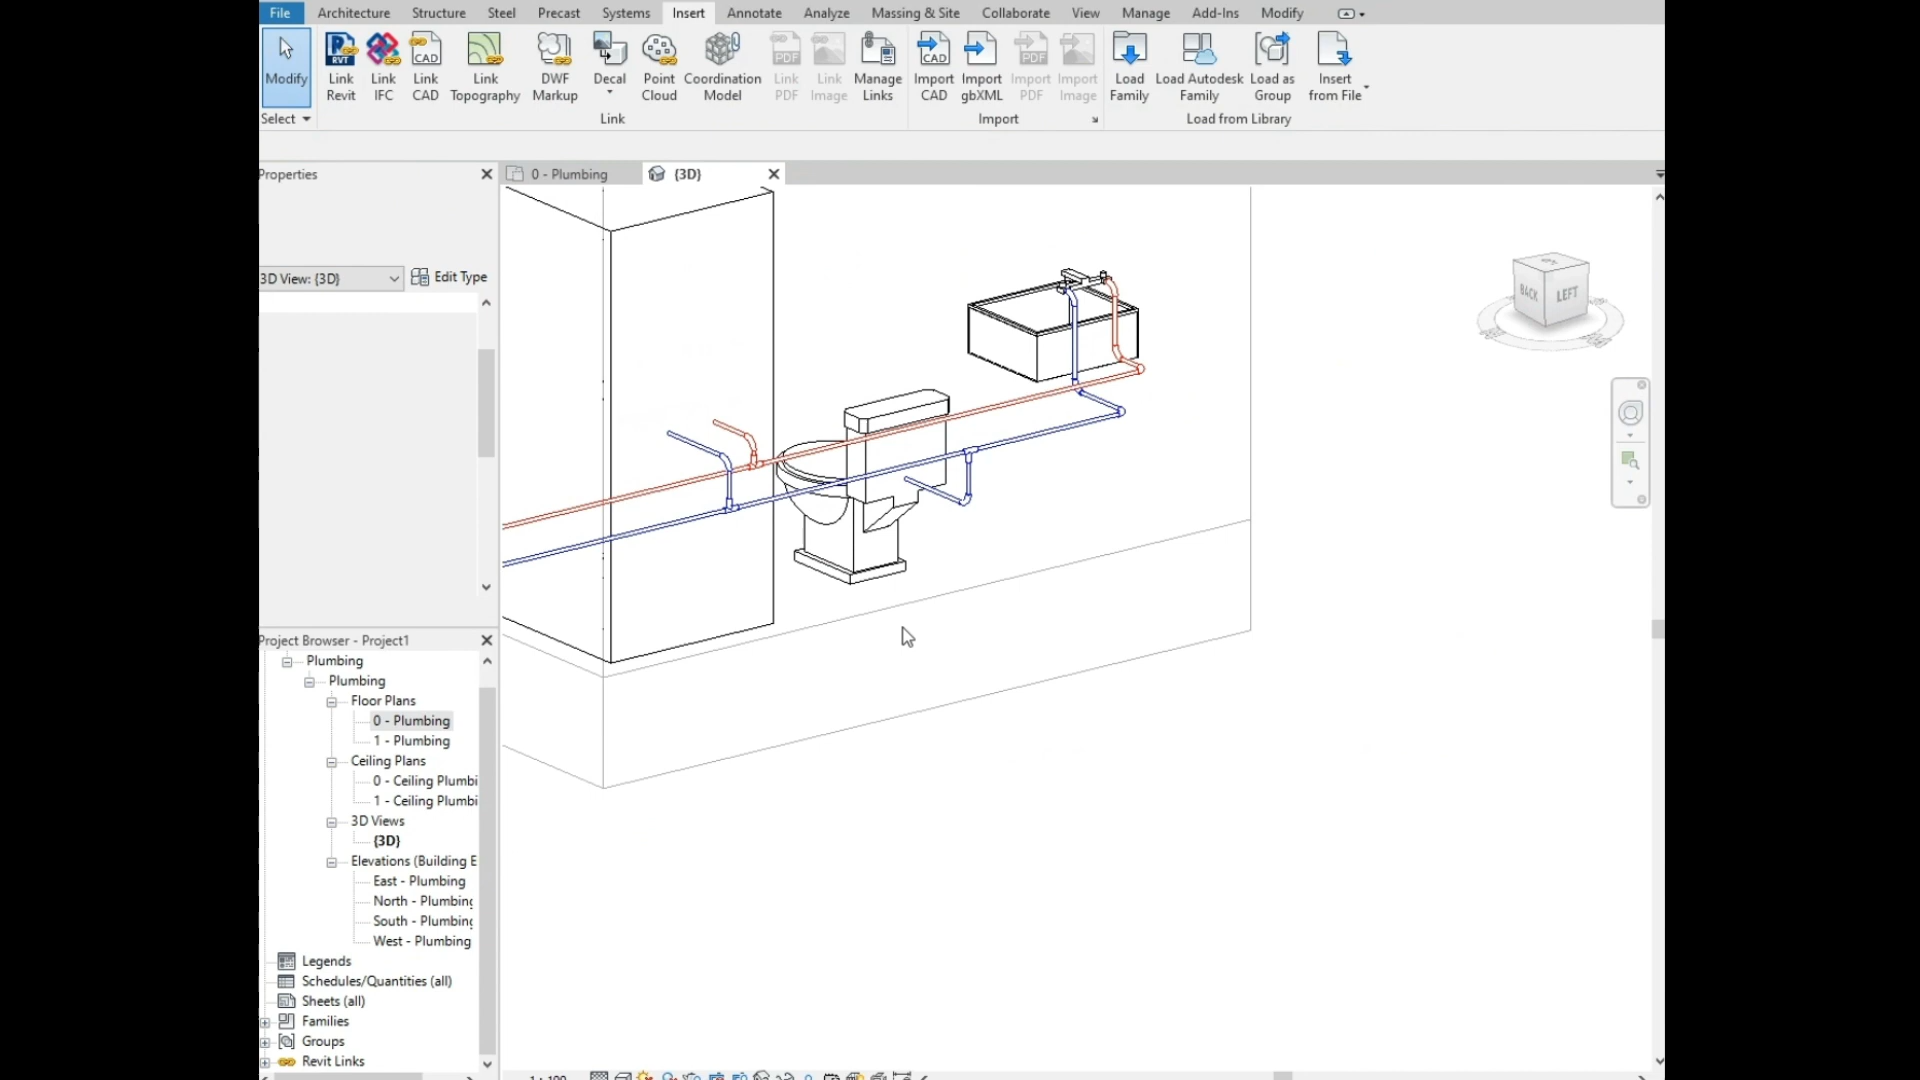 File Architecture Structure Steel Precast Systems Insert Annotate Analyze Massing & Site Collaborate View Manage Add-Ins Modify
Modify
Link Revit
Link IFC
Link CAD
Link Topography
DWF Markup
Decal
Point Cloud
Coordination Model
Link PDF
Link Image
Manage Links
Import CAD
Import gbXML
Import PDF
Import Image
Load Family
Load Autodesk Family
Load as Group
Insert from File
Select
Link
Import
Load from Library
Properties
0 - Plumbing
{3D}
3D View: {3D}
Edit Type
BACK
LEFT
Project Browser - Project1
Plumbing
Plumbing
Floor Plans
0 - Plumbing
1 - Plumbing
Ceiling Plans
0 - Ceiling Plumbi
1 - Ceiling Plumbi
3D Views
{3D}
Elevations (Building E
East - Plumbing
North - Plumbing
South - Plumbing
West - Plumbing
Legends
Schedules/Quantities (all)
Sheets (all)
Families
Groups
Revit Links